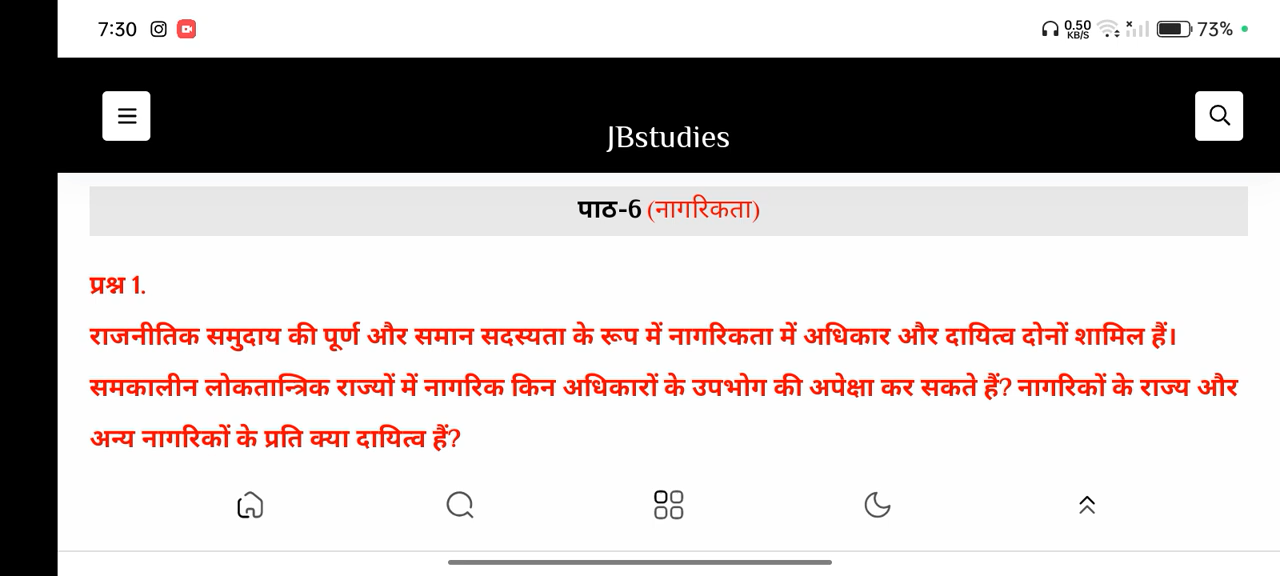 7:30
0.50 KB/S
73%
JBstudies
पाठ-6 (नागरिकता)
प्रश्न 1.
राजनीतिक समुदाय की पूर्ण और समान सदस्यता के रूप में नागरिकता में अधिकार और दायित्व दोनों शामिल हैं।
समकालीन लोकतान्त्रिक राज्यों में नागरिक किन अधिकारों के उपभोग की अपेक्षा कर सकते हैं? नागरिकों के राज्य और
अन्य नागरिकों के प्रति क्या दायित्व हैं?